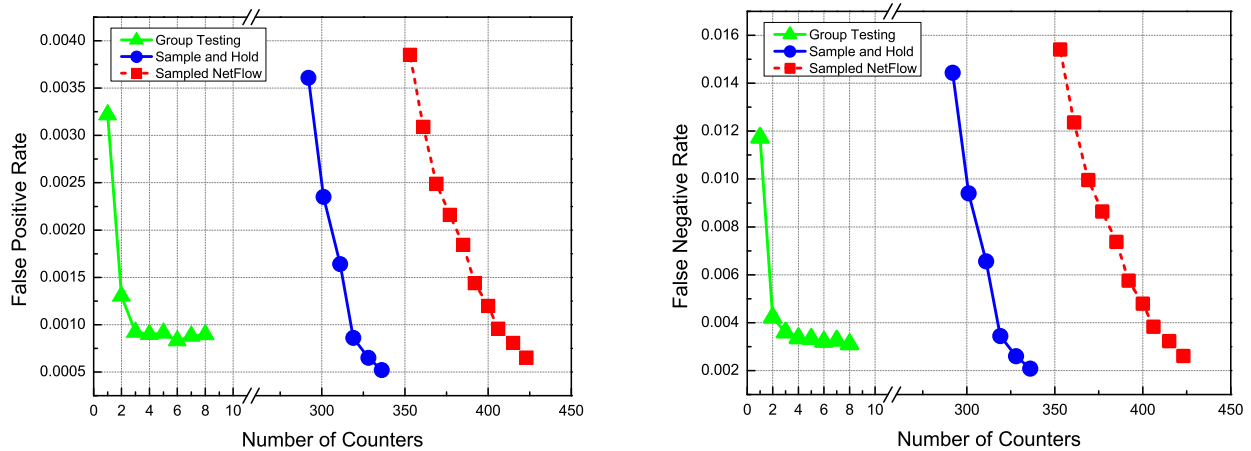 Group Testing
Sample and Hold
Sampled NetFlow
False Positive Rate
0.0040
0.0035
0.0030
0.0025
0.0020
0.0015
0.0010
0.0005
0 2 4 6 8 10 300 350 400 450
Number of Counters
Group Testing
Sample and Hold
Sampled NetFlow
False Negative Rate
0.016
0.014
0.012
0.010
0.008
0.006
0.004
0.002
0 2 4 6 8 10 300 350 400 450
Number of Counters